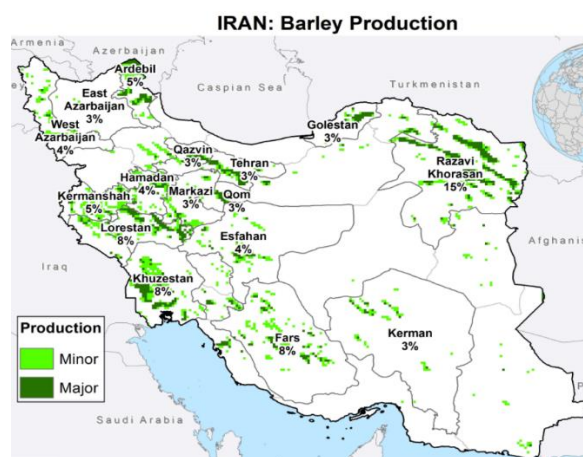 IRAN: Barley Production
Armenia
Azerbaijan
Caspian Sea
Turkmenistan
Ardebil
5%
East
Azarbaijan
3%
West
Azarbaijan
4%
Golestan
3%
Qazvin
3%
Tehran
3%
Razavi
Khorasan
15%
Hamadan
4%
Markazi
3%
Qom
3%
Kermanshah
5%
Lorestan
8%
Esfahan
4%
Afghanis
Iraq
Khuzestan
8%
Fars
8%
Kerman
3%
Production
Minor
Major
Saudi Arabia